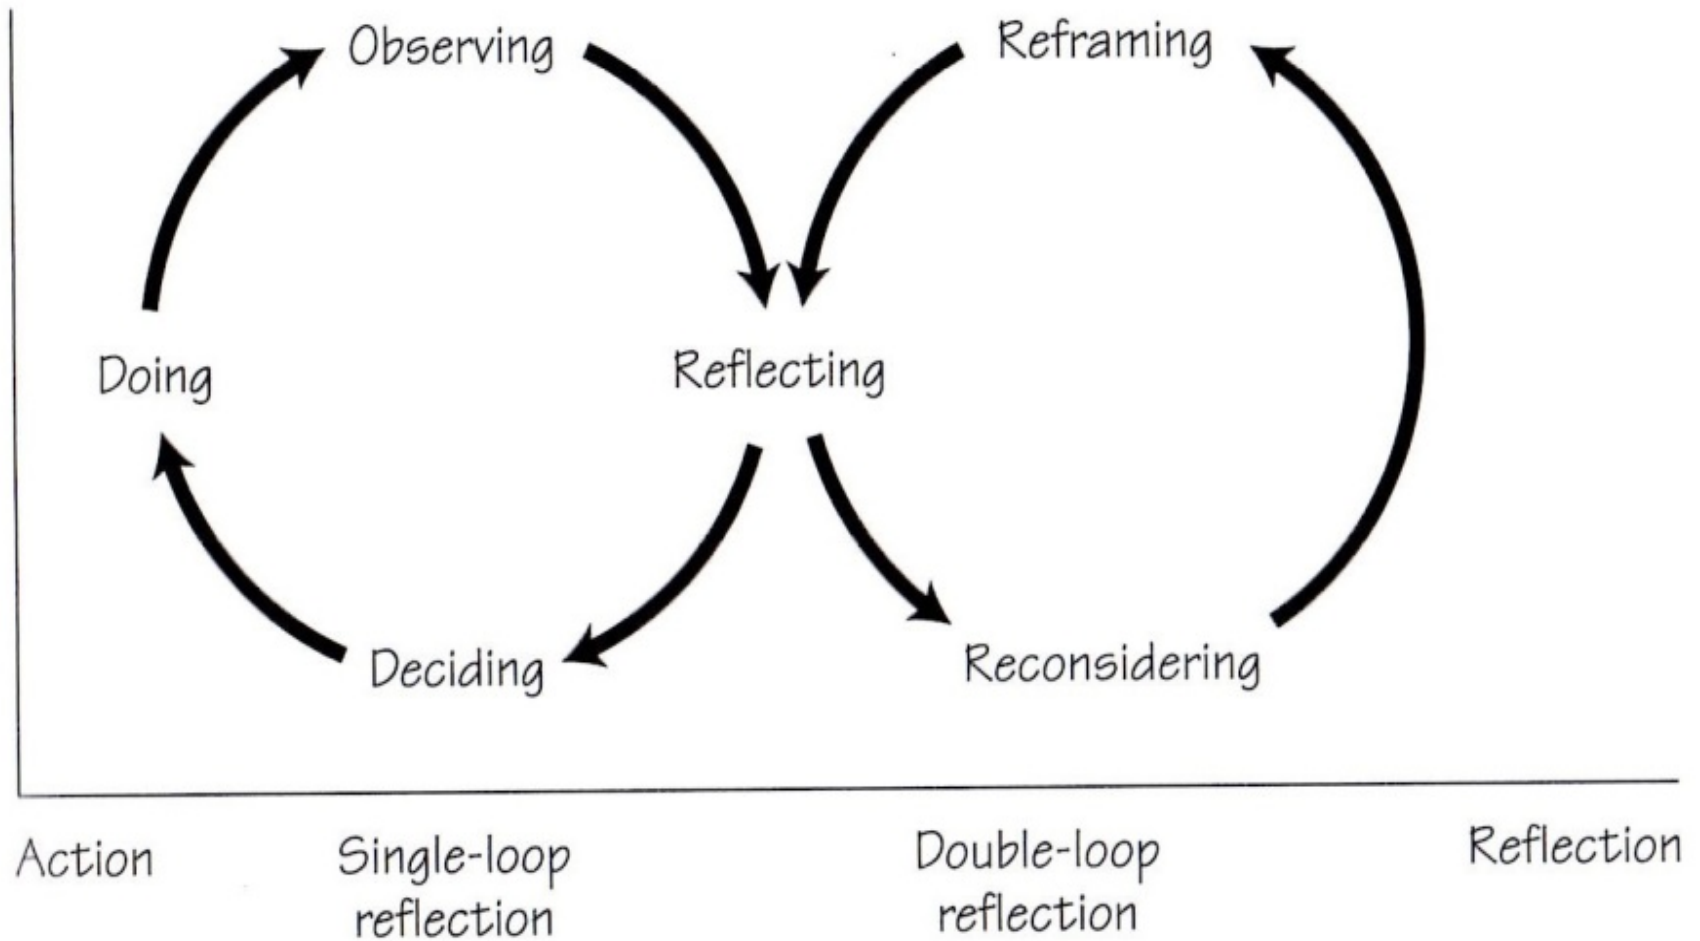 Observing
Reframing
Doing
Reflecting
Deciding
Reconsidering
Action
Single-loop
reflection
Double-loop
reflection
Reflection